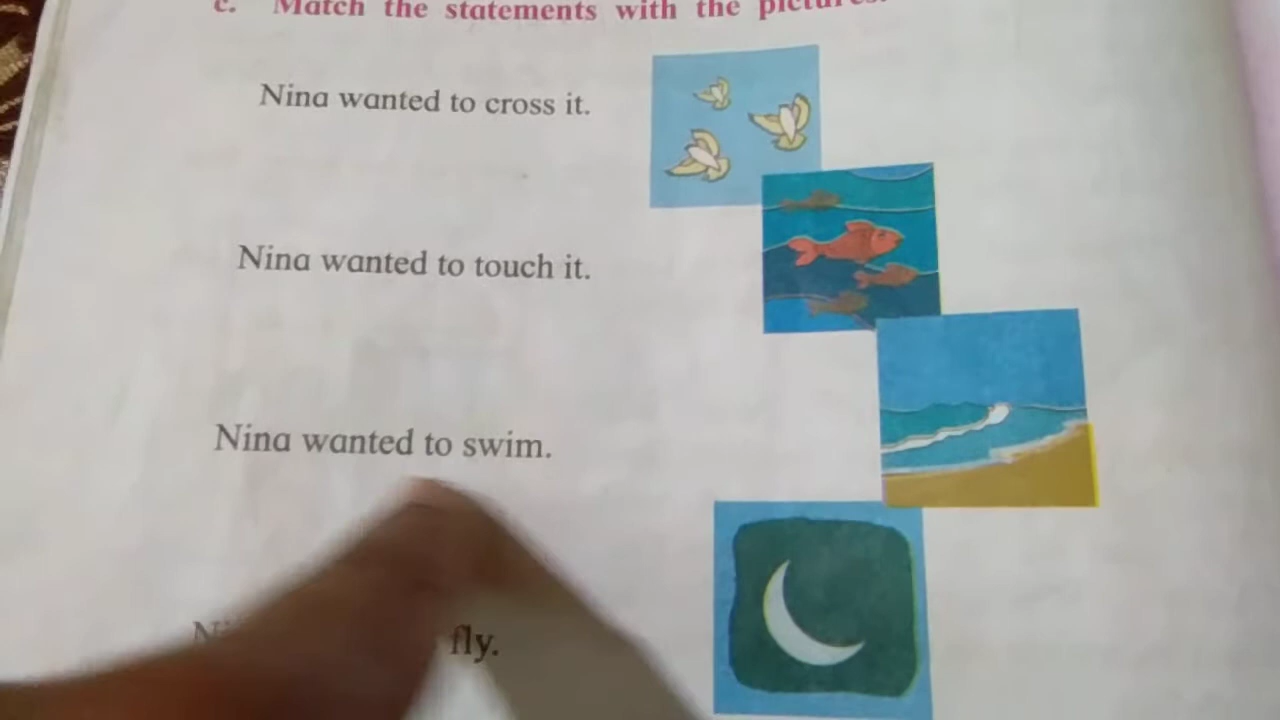 c. Match the statements with the pictures.
Nina wanted to cross it.
Nina wanted to touch it.
Nina wanted to swim.
fly.